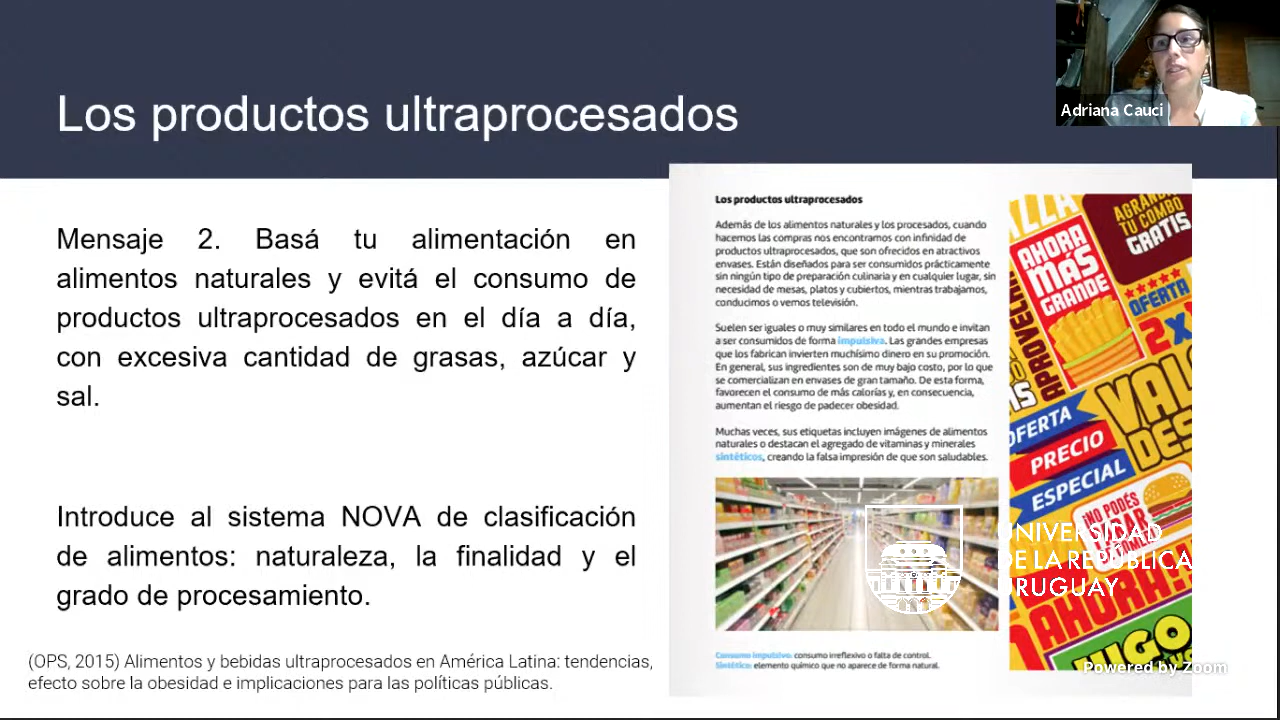 Los productos ultraprocesados
Adriana Cauci
Mensaje 2. Basá tu alimentación en
alimentos naturales y evitá el consumo de
productos ultraprocesados en el día a día,
con excesiva cantidad de grasas, azúcar y
sal.
Introduce al sistema NOVA de clasificación
de alimentos: naturaleza, la finalidad y el
grado de procesamiento.
(OPS, 2015) Alimentos y bebidas ultraprocesados en América Latina: tendencias,
efecto sobre la obesidad e implicaciones para las políticas públicas.
Los productos ultraprocesados
Además de los alimentos naturales y los procesados, cuando
hacemos las compras nos encontramos con infinidad de
productos ultraprocesados, que son ofrecidos en atractivos
envases. Están diseñados para ser consumidos prácticamente
sin ningún tipo de preparación culinaria y en cualquier lugar, sin
necesidad de mesas, platos y cubiertos, mientras trabajamos,
conducimos o vemos televisión.
Suelen ser iguales o muy similares en todo el mundo e invitan
a ser consumidos de forma impulsiva. Las grandes empresas
que los fabrican invierten muchísimo dinero en su promoción.
En general, sus ingredientes son de muy bajo costo, por lo que
se comercializan en envases de gran tamaño. De esta forma,
favorecen el consumo de más calorías y, en consecuencia,
aumentan el riesgo de padecer obesidad.
Muchas veces, sus etiquetas incluyen imágenes de alimentos
naturales o destacan el agregado de vitaminas y minerales
sintéticos, creando la falsa impresión de que son saludables.
Consumo impulsivo: consumo irreflexivo o falta de control.
Sintético: elemento químico que no aparece de forma natural.
AGRANDÁ
TU COMBO
GRATIS
AHORA
MÁS
GRANDE
OFERTA
2X
OFERTA
PRECIO
ESPECIAL
¡NO PODÉS
AHORA!
UNIVERSIDAD
DE LA REPÚBLICA
URUGUAY
Powered by Zoom